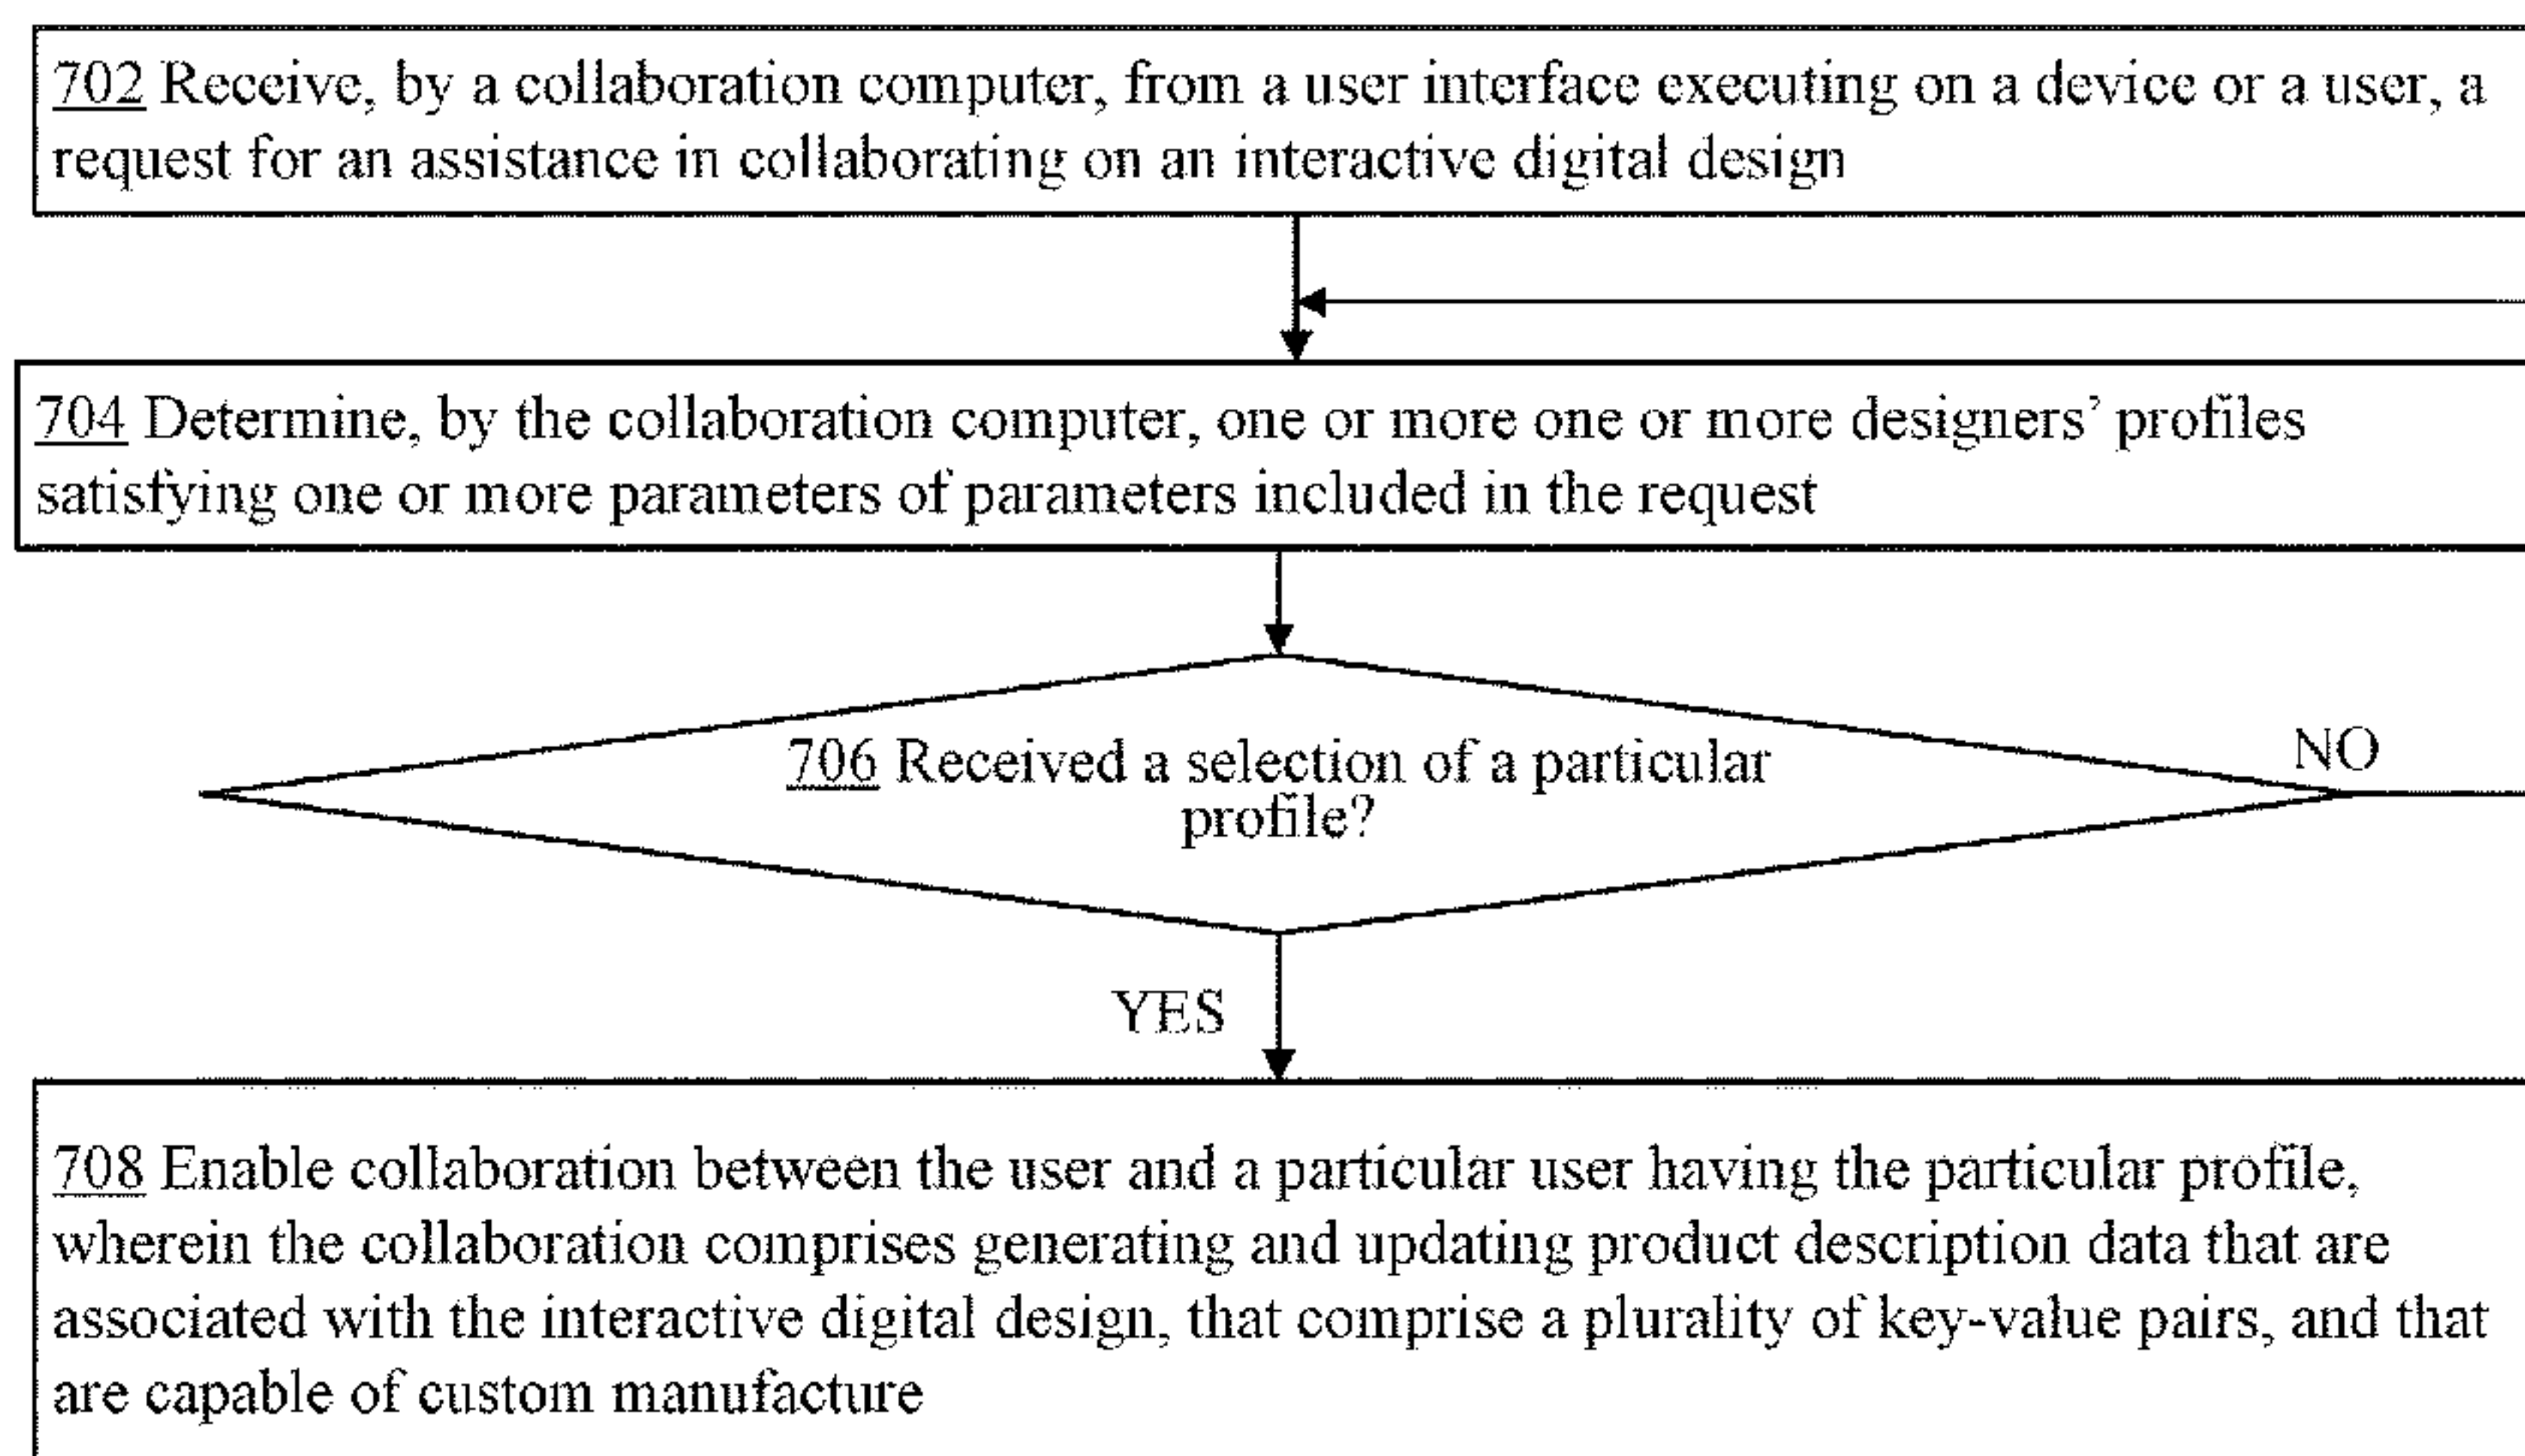 702 Receive, by a collaboration computer, from a user interface executing on a device or a user, a
request for an assistance in collaborating on an interactive digital design
704 Determine, by the collaboration computer, one or more one or more designers’ profiles
satisfying one or more parameters of parameters included in the request
706 Received a selection of a particular
profile?
NO
YES
708 Enable collaboration between the user and a particular user having the particular profile,
wherein the collaboration comprises generating and updating product description data that are
associated with the interactive digital design, that comprise a plurality of key-value pairs, and that
are capable of custom manufacture